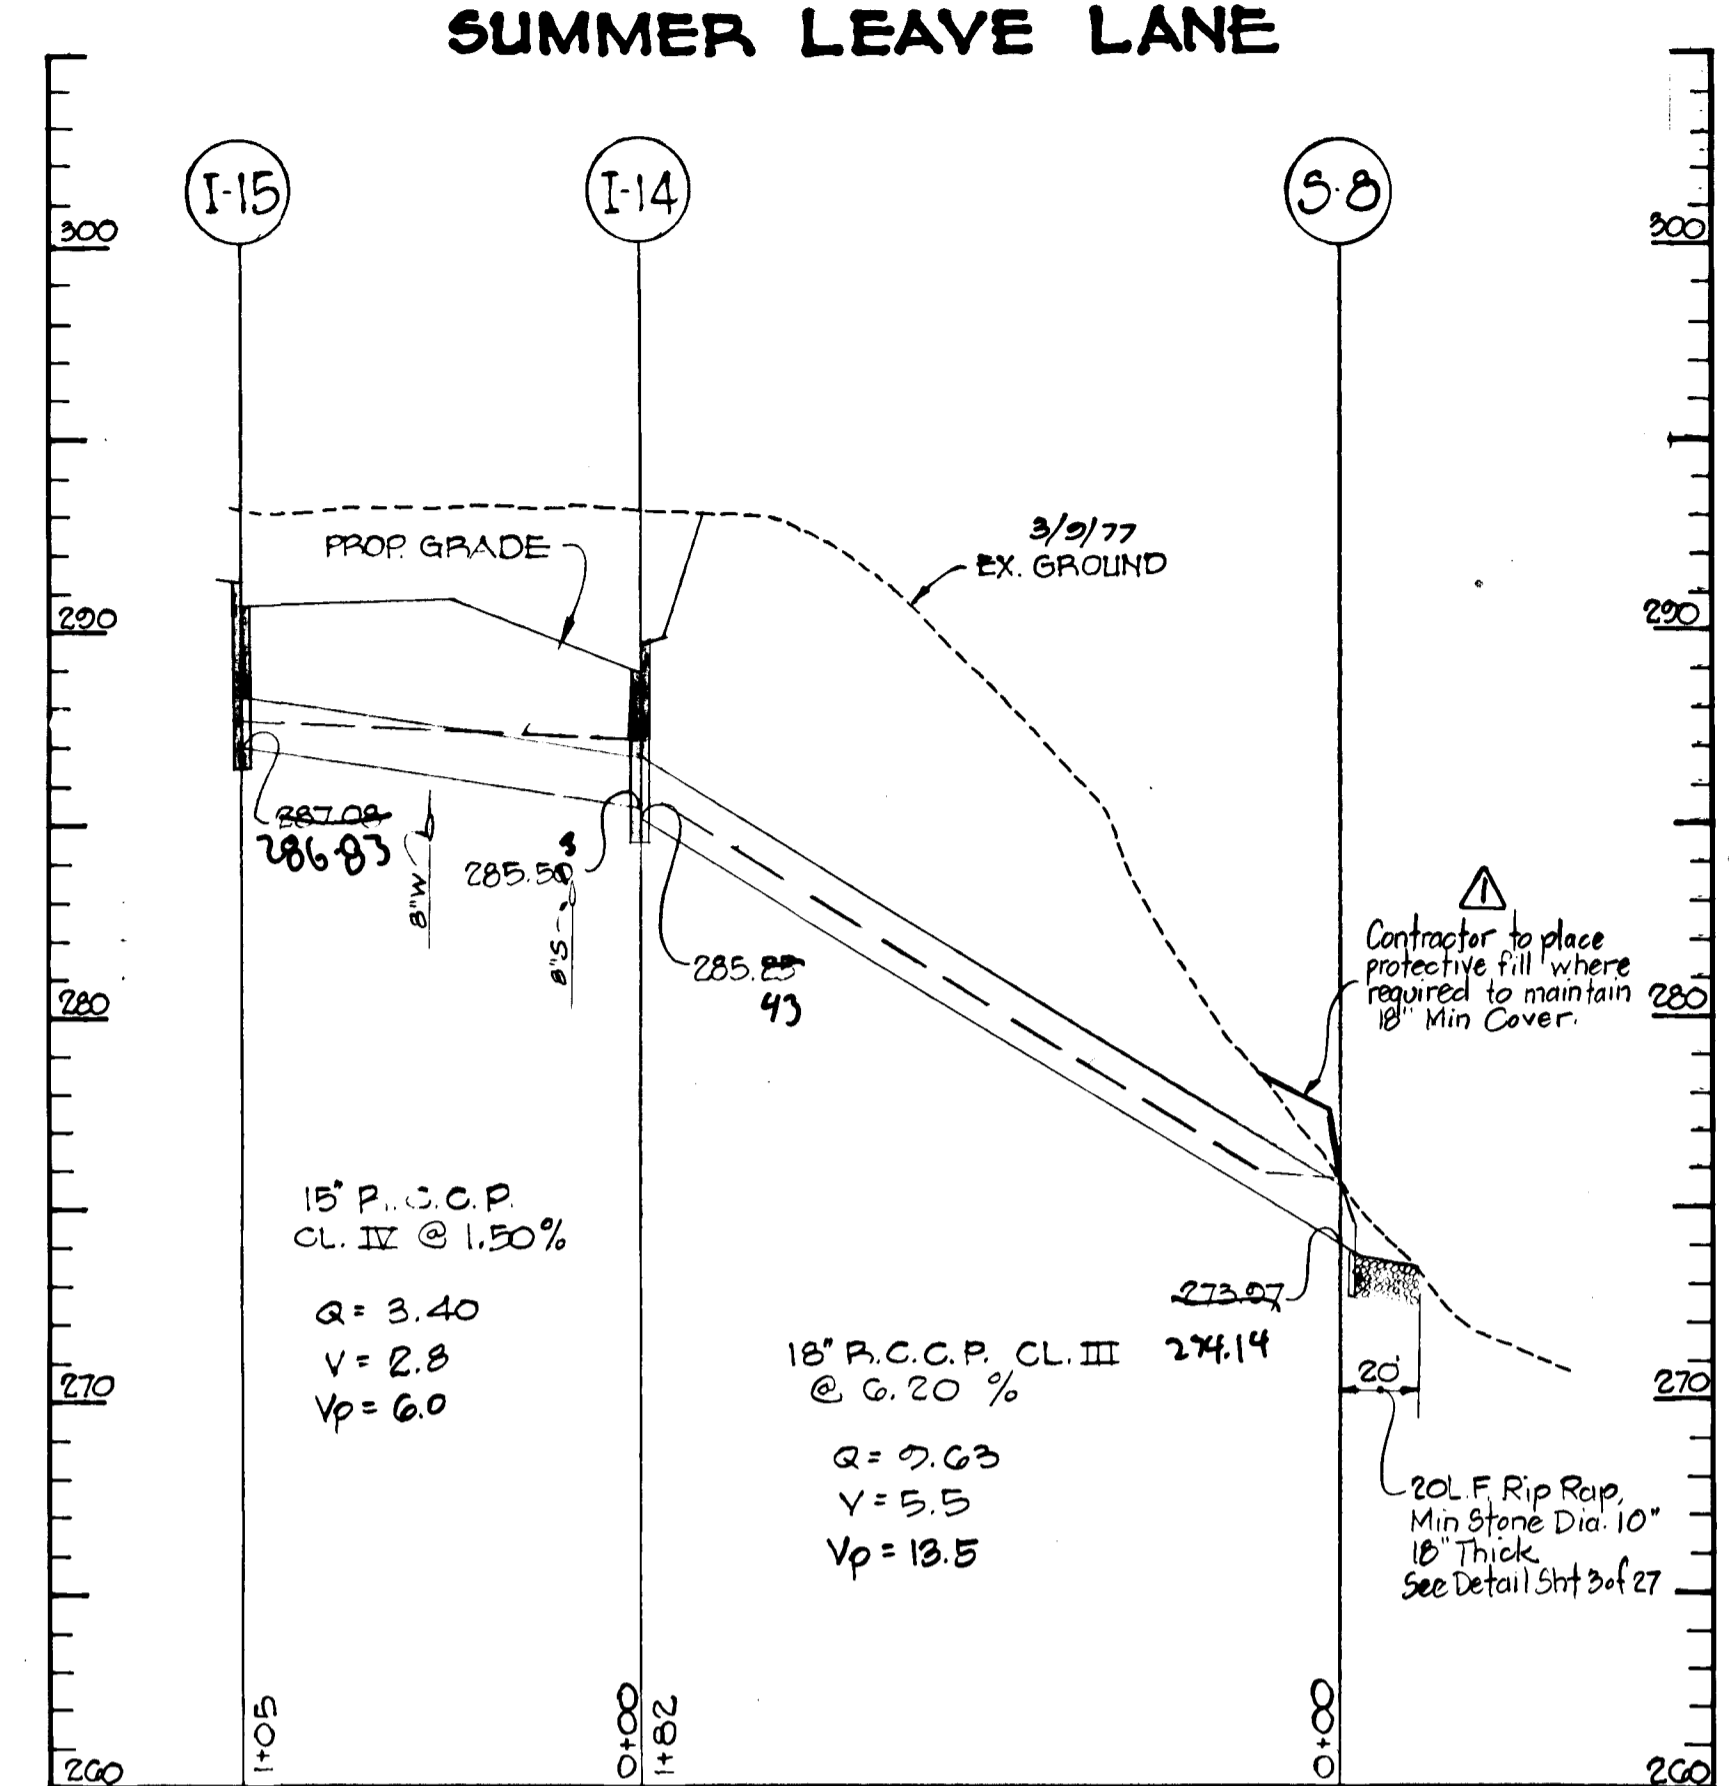 SUMMER LEAVE LANE
I-15
I-14
S-8
300
300
3/9/77
EX. GROUND
PROP. GRADE
290
290
287.08
286.83
8"W
285.50
3
8"S
285.25
43
Contractor to place
protective fill where
required to maintain
18" Min Cover.
1
280
280
15" R.C.C.P.
CL. IV @ 1.50%
Q = 3.40
V = 2.8
Vp = 6.0
18" R.C.C.P. CL. III
@ 6.20 %
Q = 9.63
V = 5.5
Vp = 13.5
274.14
20'
270
270
20L.F. Rip Rap,
Min Stone Dia. 10"
18" Thick
See Detail Sht 3 of 27
1+05
0+00
1+82
0+00
260
260